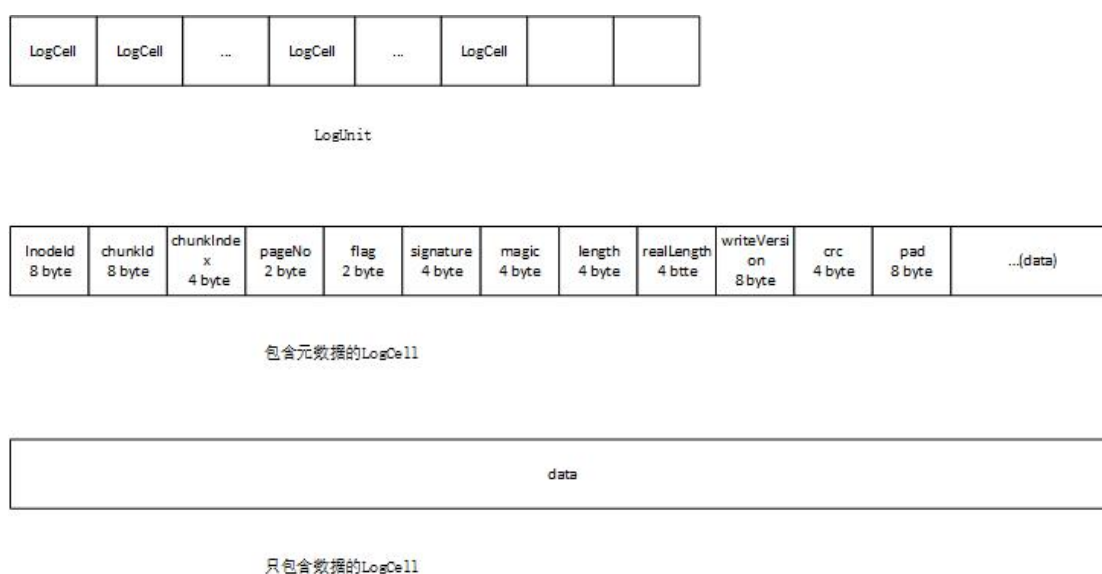 LogCell LogCell ... LogCell ... LogCell
LogUnit
InodeId chunkId chunkInde pageNo flag signature magic length realLength writeVersi crc pad ...(data)
8 byte 8 byte x 2 byte 2 byte 4 byte 4 byte 4 byte 4 btte on 4 byte 8 byte
4 byte 8 byte
包含元数据的LogCell
data
只包含数据的LogCell